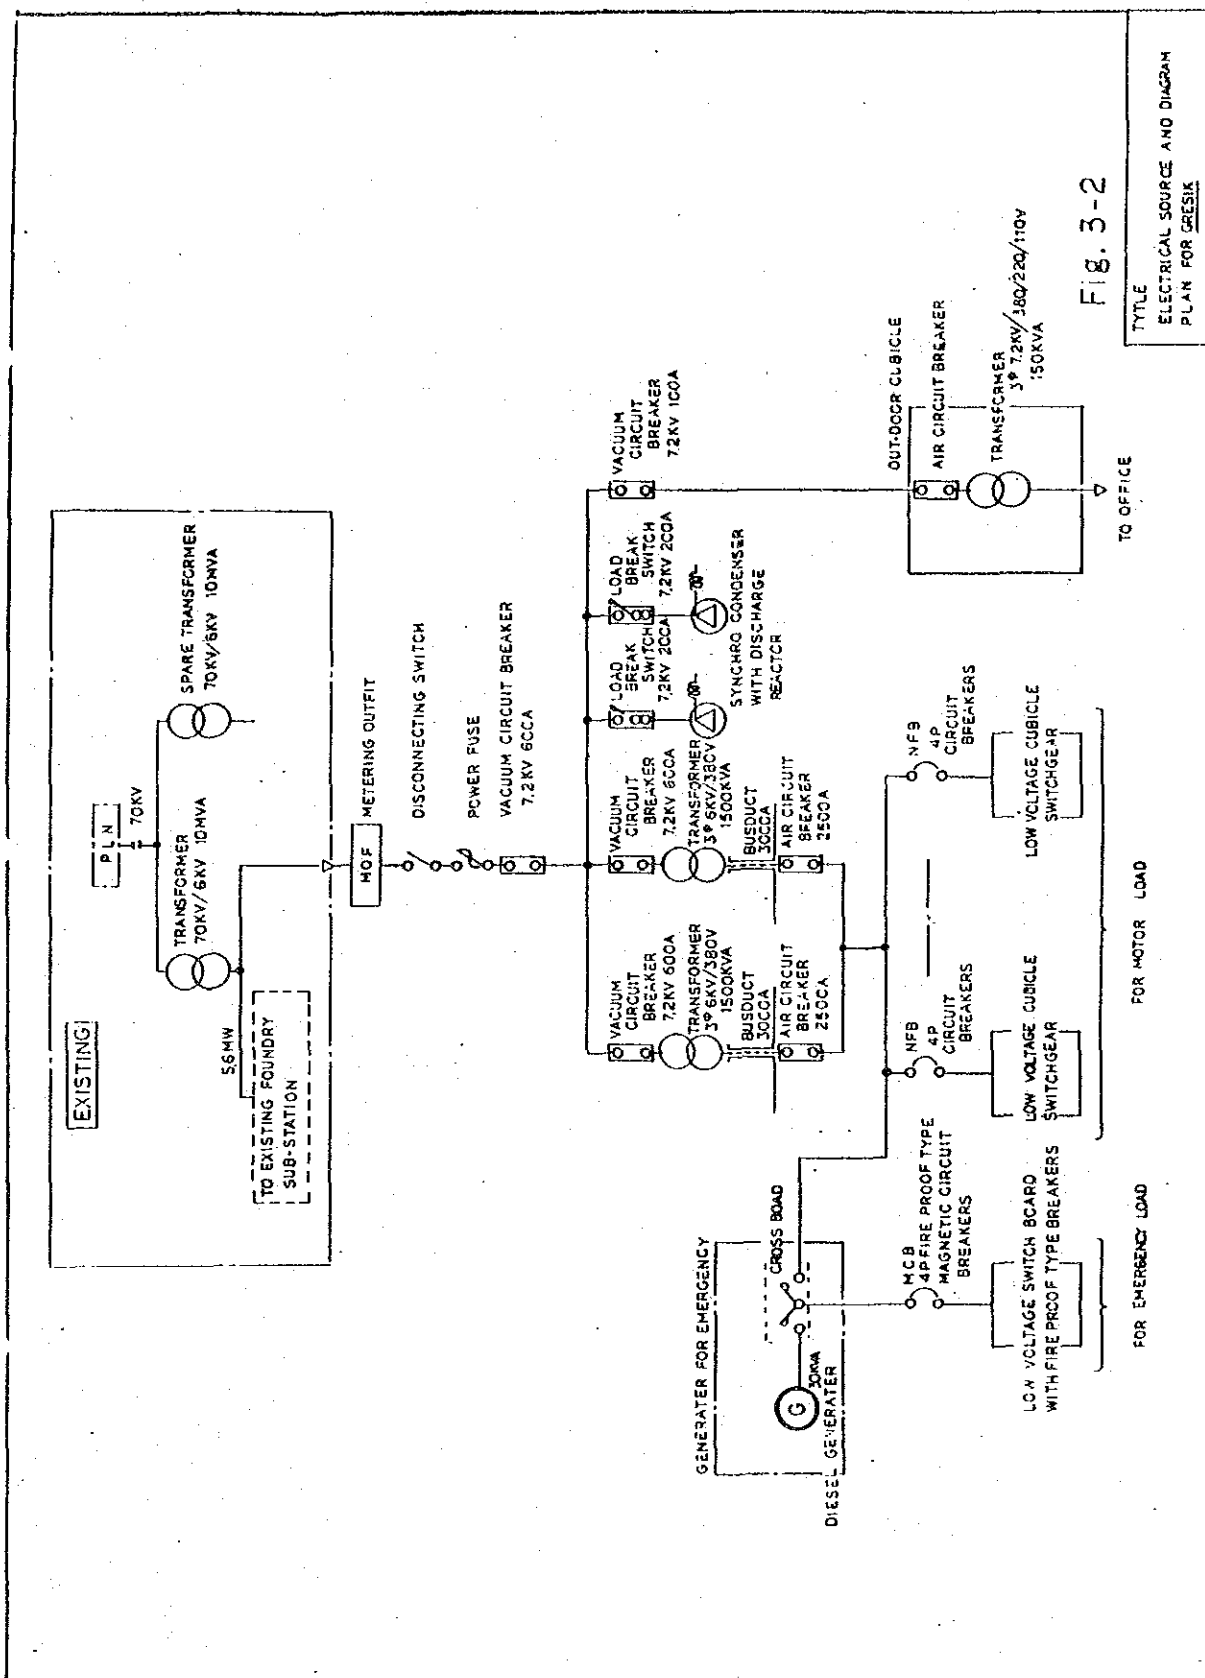 EXISTING
PLN
70KV
TRANSFORMER
70KV/6KV 10MVA
SPARE TRANSFORMER
70KV/6KV 10MVA
5,6MW
TO EXISTING FOUNDRY
SUB-STATION
MOF
METERING OUTFIT
DISCONNECTING SWITCH
POWER FUSE
VACUUM CIRCUIT BREAKER
7.2KV 600A
VACUUM
CIRCUIT
BREAKER
7,2KV 600A
TRANSFORMER
3φ 6KV/380V
1500KVA
BUSDUCT
3000A
AIR CIRCUIT
BREAKER
2500A
VACUUM
CIRCUIT
BREAKER
7,2KV 600A
TRANSFORMER
3φ 6KV/380V
1500KVA
BUSDUCT
3000A
AIR CIRCUIT
BREAKER
2500A
LOAD
BREAK
SWITCH
7,2KV 200A
LOAD
BREAK
SWITCH
7,2KV 200A
SYNCHRO CONDENSER
WITH DISCHARGE
REACTOR
VACUUM
CIRCUIT
BREAKER
7.2KV 100A
OUT-DOOR CUBICLE
AIR CIRCUIT BREAKER
TRANSFORMER
3φ 7.2KV/380/220/110V
150KVA
TO OFFICE
GENERATER FOR EMERGENCY
CROSS BOAD
G
30KVA
DIESEL GENERATER
MCB
4P FIRE PROOF TYPE
MAGNETIC CIRCUIT
BREAKERS
NFB
4P
CIRCUIT
BREAKERS
NFB
4P
CIRCUIT
BREAKERS
LOW VOLTAGE SWITCH BOARD
WITH FIRE PROOF TYPE BREAKERS
LOW VOLTAGE CUBICLE
SWITCHGEAR
LOW VOLTAGE CUBICLE
SWITCHGEAR
FOR EMERGENCY LOAD
FOR MOTOR LOAD
Fig. 3-2
TYTLE
ELECTRICAL SOURCE AND DIAGRAM
PLAN FOR GRESIK